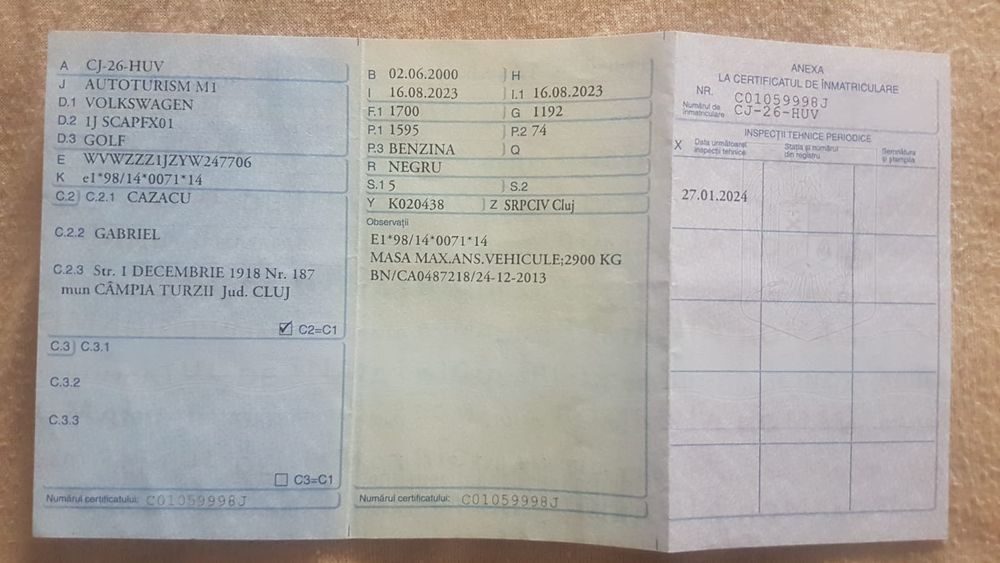 A CJ-26-HUV
J AUTOTURISM M1
D.1 VOLKSWAGEN
D.2 1J SCAPFX01
D.3 GOLF
E WVWZZZ1JZYW247706
K e1*98/14*0071*14
C.2 C.2.1 CAZACU
C.2.2 GABRIEL
C.2.3 Str. 1 DECEMBRIE 1918 Nr. 187
mun CÂMPIA TURZII Jud. CLUJ
C2=C1
C.3 C.3.1
C.3.2
C.3.3
C3=C1
Numărul certificatului: C01059998J
B 02.06.2000 H
I 16.08.2023 I.1 16.08.2023
F.1 1700 G 1192
P.1 1595 P.2 74
P.3 BENZINA Q
R NEGRU
S.1 5 S.2
Y K020438 Z SRPCIV Cluj
Observații
E1*98/14*0071*14
MASA MAX.ANS.VEHICULE;2900 KG
BN/CA0487218/24-12-2013
Numărul certificatului: C01059998J
ANEXA
LA CERTIFICATUL DE ÎNMATRICULARE
NR. C01059998J
Numărul de înmatriculare CJ-26-HUV
INSPECȚII TEHNICE PERIODICE
X Data următoarei inspecții tehnice Stația și numărul din registru Semnătura și ștampila
27.01.2024